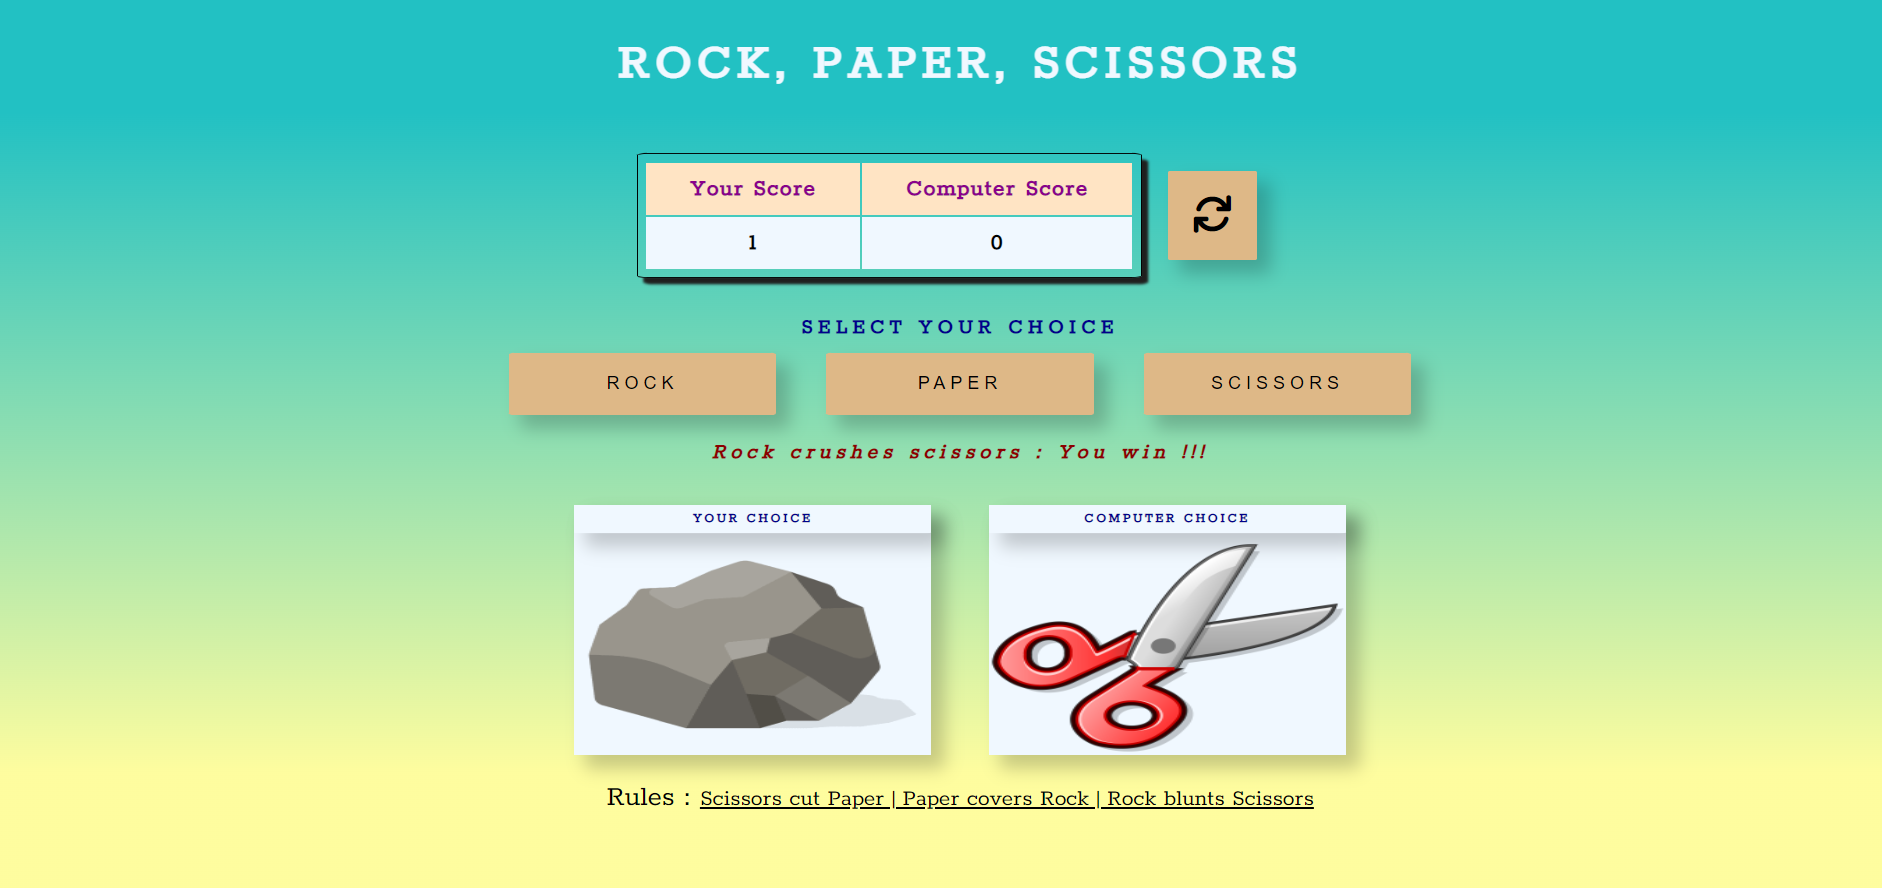 ROCK, PAPER, SCISSORS
Your Score Computer Score
1 0
SELECT YOUR CHOICE
ROCK PAPER SCISSORS
Rock crushes scissors : You win !!!
YOUR CHOICE COMPUTER CHOICE
Rules : Scissors cut Paper | Paper covers Rock | Rock blunts Scissors